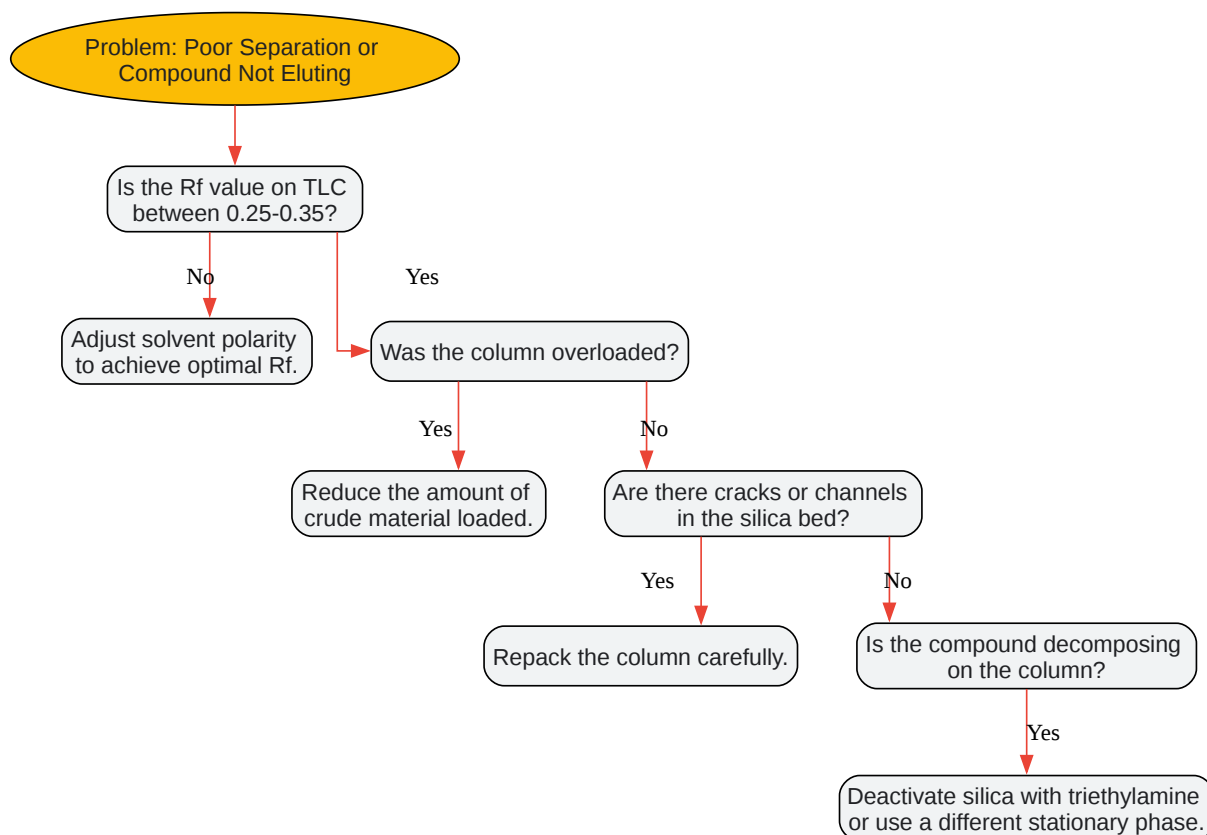 Problem: Poor Separation or
Compound Not Eluting
Is the Rf value on TLC
between 0.25-0.35?
No
Yes
Adjust solvent polarity
to achieve optimal Rf.
Was the column overloaded?
Yes
No
Reduce the amount of
crude material loaded.
Are there cracks or channels
in the silica bed?
Yes
No
Repack the column carefully.
Is the compound decomposing
on the column?
Yes
Deactivate silica with triethylamine
or use a different stationary phase.